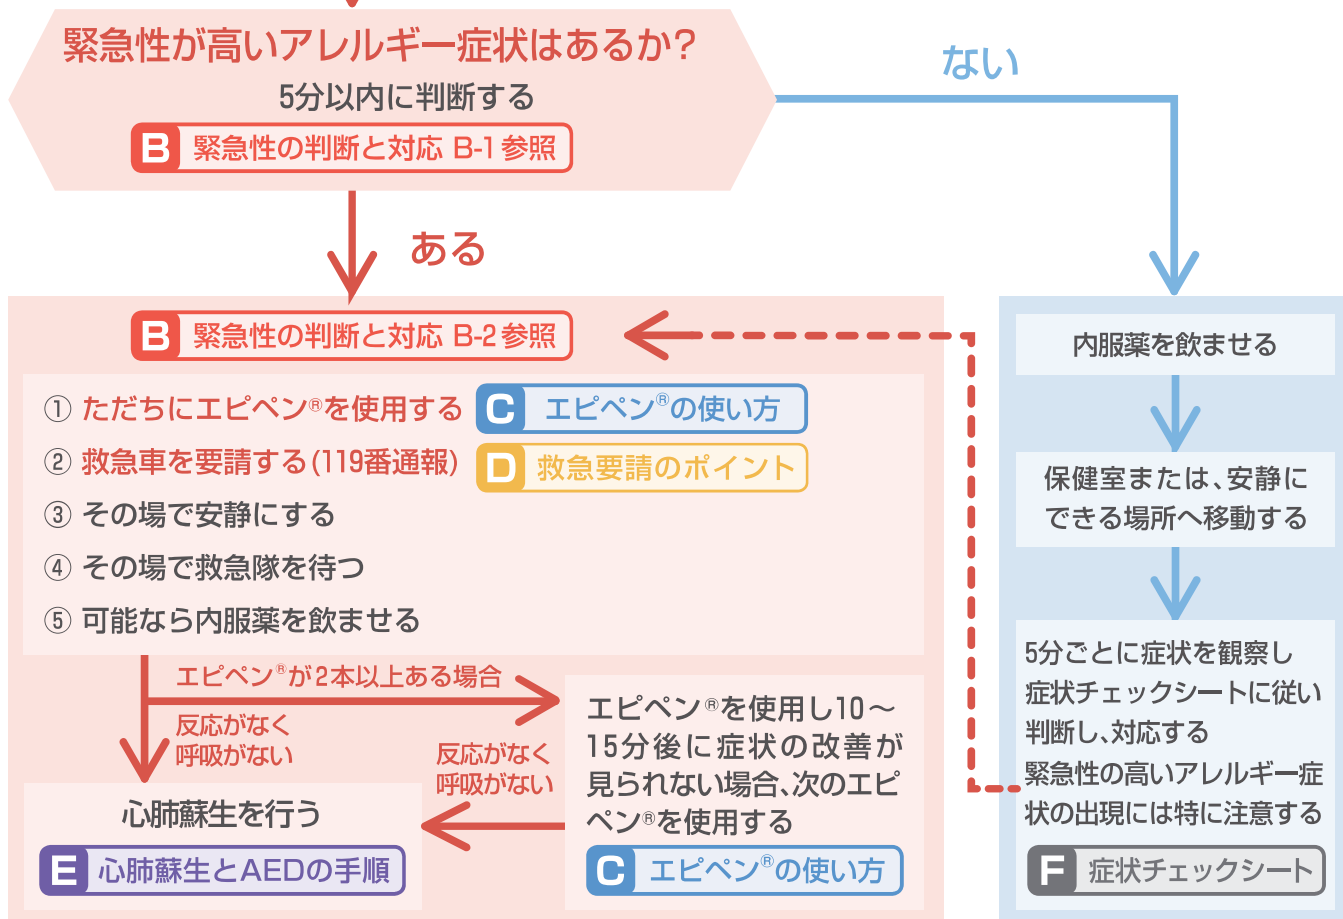 緊急性が高いアレルギー症状はあるか?
5分以内に判断する
B 緊急性の判断と対応 B-1参照
ない
ある
B 緊急性の判断と対応 B-2参照
① ただちにエピペン®を使用する
C エピペン®の使い方
② 救急車を要請する(119番通報)
D 救急要請のポイント
③ その場で安静にする
④ その場で救急隊を待つ
⑤ 可能なら内服薬を飲ませる
エピペン®が2本以上ある場合
反応がなく
呼吸がない
エピペン®を使用し10～
15分後に症状の改善が
見られない場合、次のエピ
ペン®を使用する
C エピペン®の使い方
反応がなく
呼吸がない
心肺蘇生を行う
E 心肺蘇生とAEDの手順
内服薬を飲ませる
保健室または、安静に
できる場所へ移動する
5分ごとに症状を観察し
症状チェックシートに従い
判断し、対応する
緊急性の高いアレルギー症
状の出現には特に注意する
F 症状チェックシート